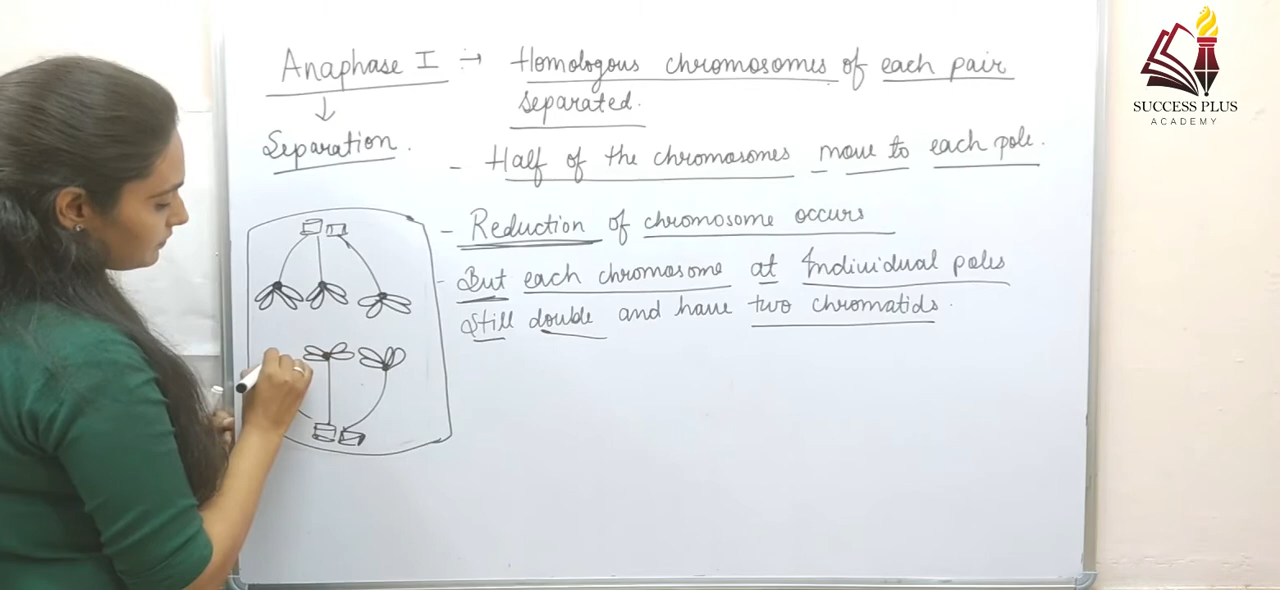 Anaphase I :→ Homologous chromosomes of each pair
separated.
↓
Separation.
- Half of the chromosomes move to each pole.
- Reduction of chromosome occurs
- But each chromosome at Individual poles
still double and have two chromatids.
SUCCESS PLUS
ACADEMY